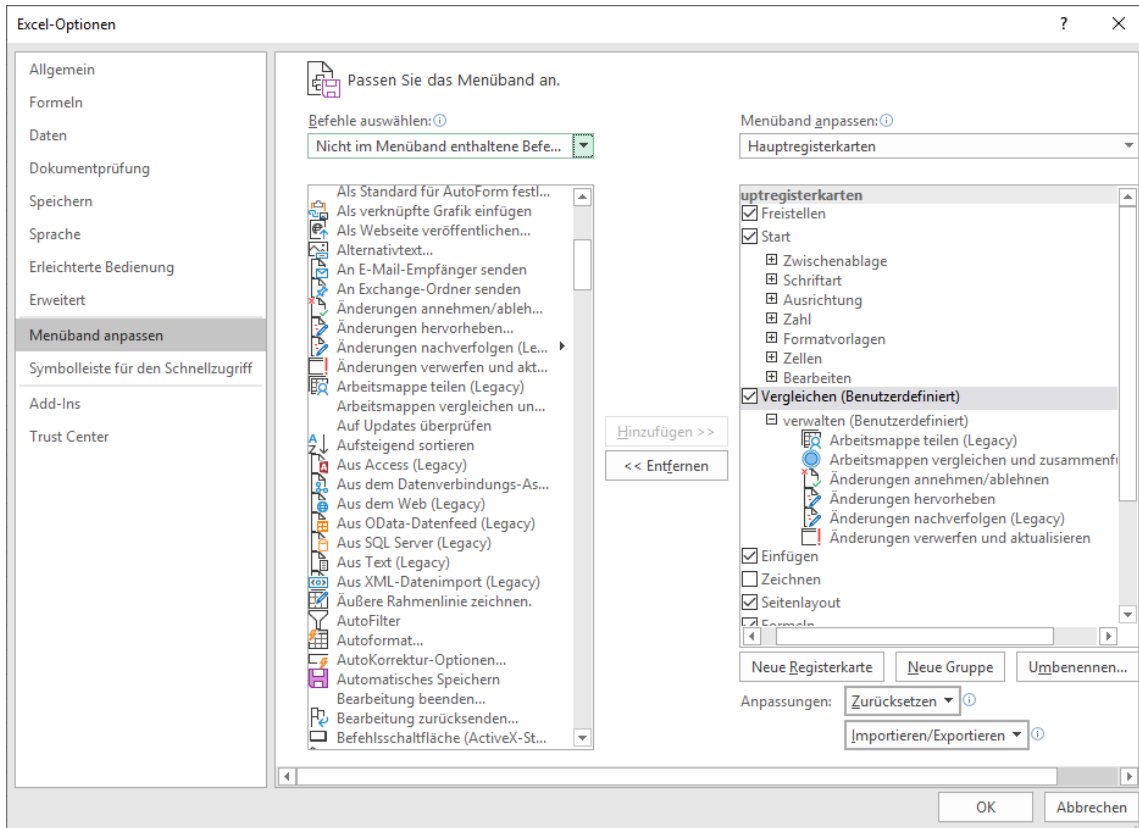 Excel-Optionen ?
Allgemein
Formeln
Daten
Dokumentprüfung
Speichern
Sprache
Erleichterte Bedienung
Erweitert
Menüband anpassen
Symbolleiste für den Schnellzugriff
Add-Ins
Trust Center
Passen Sie das Menüband an.
Befehle auswählen:
Nicht im Menüband enthaltene Befe...
Als Standard für AutoForm festl...
Als verknüpfte Grafik einfügen
Als Webseite veröffentlichen...
Alternativtext...
An E-Mail-Empfänger senden
An Exchange-Ordner senden
Änderungen annehmen/ableh...
Änderungen hervorheben...
Änderungen nachverfolgen (Le...
Änderungen verwerfen und akt...
Arbeitsmappe teilen (Legacy)
Arbeitsmappen vergleichen un...
Auf Updates überprüfen
Aufsteigend sortieren
Aus Access (Legacy)
Aus dem Datenverbindungs-As...
Aus dem Web (Legacy)
Aus OData-Datenfeed (Legacy)
Aus SQL Server (Legacy)
Aus Text (Legacy)
Aus XML-Datenimport (Legacy)
Äußere Rahmenlinie zeichnen.
AutoFilter
Autoformat...
AutoKorrektur-Optionen...
Automatisches Speichern
Bearbeitung beenden...
Bearbeitung zurücksenden...
Befehlsschaltfläche (ActiveX-St...
Hinzufügen >>
<< Entfernen
Menüband anpassen:
Hauptregisterkarten
uptregisterkarten
Freistellen
Start
Zwischenablage
Schriftart
Ausrichtung
Zahl
Formatvorlagen
Zellen
Bearbeiten
Vergleichen (Benutzerdefiniert)
verwalten (Benutzerdefiniert)
Arbeitsmappe teilen (Legacy)
Arbeitsmappen vergleichen und zusammenfü
Änderungen annehmen/ablehnen
Änderungen hervorheben
Änderungen nachverfolgen (Legacy)
Änderungen verwerfen und aktualisieren
Einfügen
Zeichnen
Seitenlayout
Formeln
Neue Registerkarte
Neue Gruppe
Umbenennen...
Anpassungen:
Zurücksetzen
Importieren/Exportieren
OK
Abbrechen